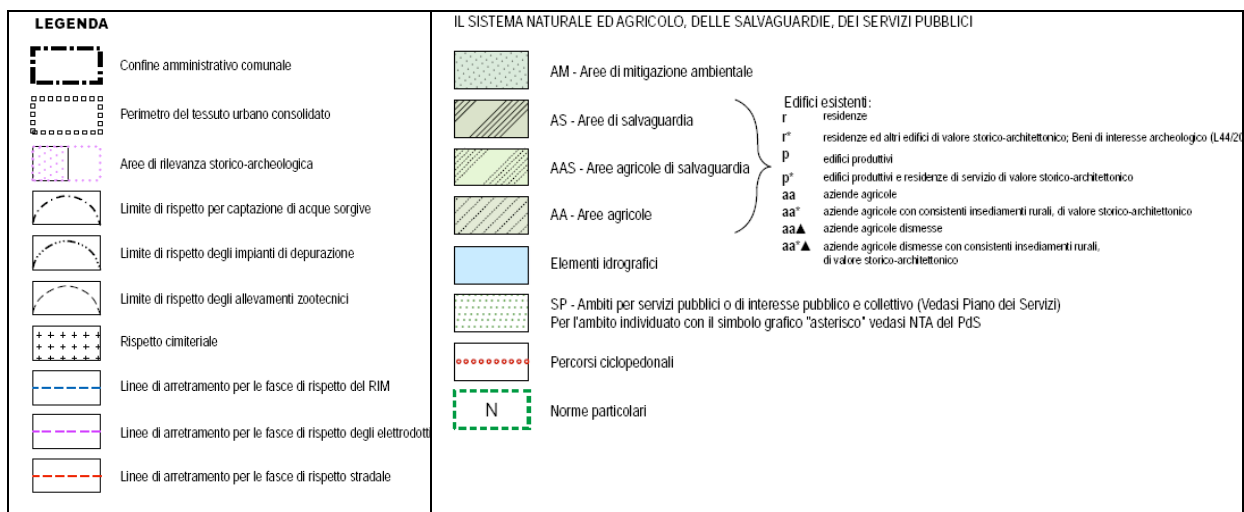 LEGENDA
Confine amministrativo comunale
Perimetro del tessuto urbano consolidato
Aree di rilevanza storico-archeologica
Limite di rispetto per captazione di acque sorgive
Limite di rispetto degli impianti di depurazione
Limite di rispetto degli allevamenti zootecnici
Rispetto cimiteriale
Linee di arretramento per le fasce di rispetto del RIM
Linee di arretramento per le fasce di rispetto degli elettrodotti
Linee di arretramento per le fasce di rispetto stradale
IL SISTEMA NATURALE ED AGRICOLO, DELLE SALVAGUARDIE, DEI SERVIZI PUBBLICI
AM - Aree di mitigazione ambientale
AS - Aree di salvaguardia
AAS - Aree agricole di salvaguardia
AA - Aree agricole
Edifici esistenti:
r residenze
r* residenze ed altri edifici di valore storico-architettonico; Beni di interesse archeologico (L44/20
p edifici produttivi
p* edifici produttivi e residenze di servizio di valore storico-architettonico
aa aziende agricole
aa* aziende agricole con consistenti insediamenti rurali, di valore storico-architettonico
aa▲ aziende agricole dismesse
aa*▲ aziende agricole dismesse con consistenti insediamenti rurali,
di valore storico-architettonico
Elementi idrografici
SP - Ambiti per servizi pubblici o di interesse pubblico e collettivo (Vedasi Piano dei Servizi)
Per l'ambito individuato con il simbolo grafico "asterisco" vedasi NTA del PdS
Percorsi ciclopedonali
N
Norme particolari